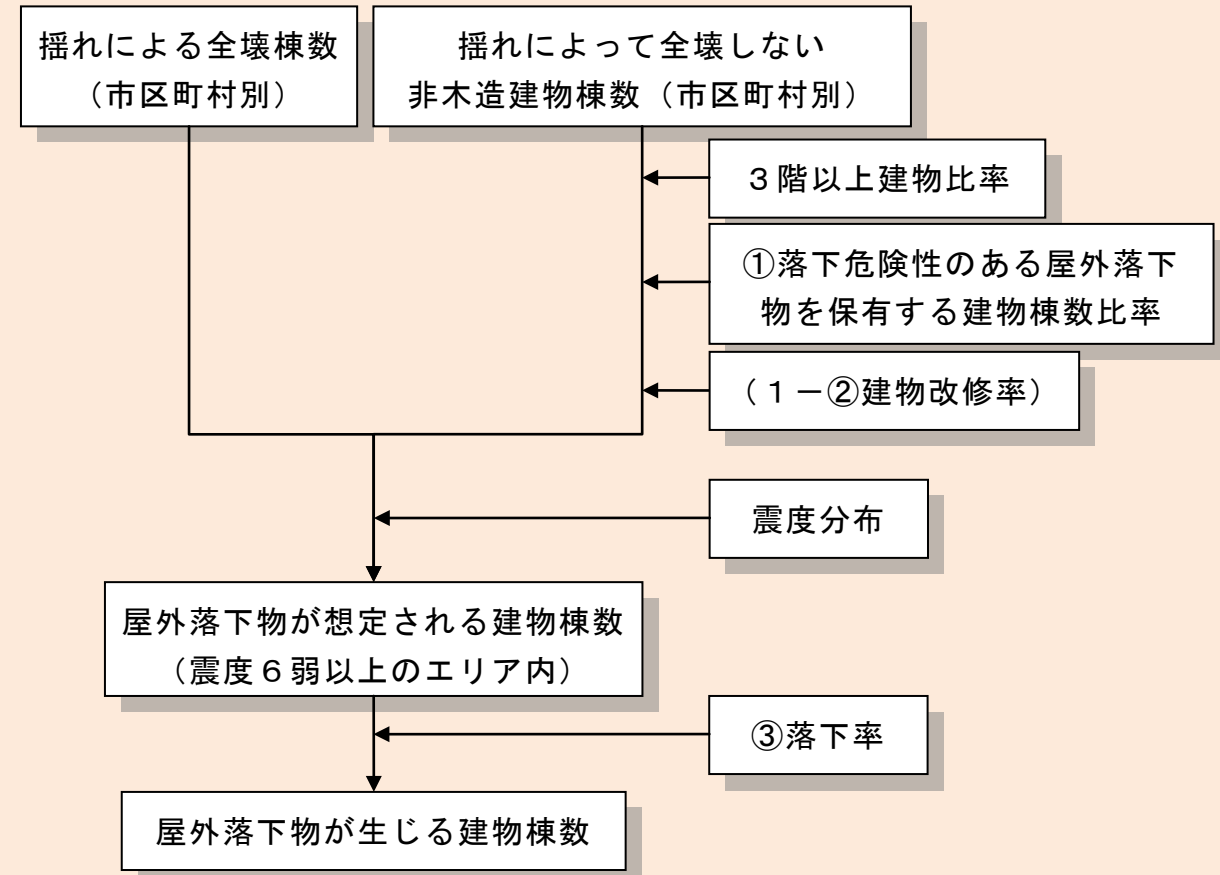 揺れによる全壊棟数
（市区町村別）
揺れによって全壊しない
非木造建物棟数（市区町村別）
３階以上建物比率
①落下危険性のある屋外落下
物を保有する建物棟数比率
（１－②建物改修率）
震度分布
屋外落下物が想定される建物棟数
（震度６弱以上のエリア内）
③落下率
屋外落下物が生じる建物棟数